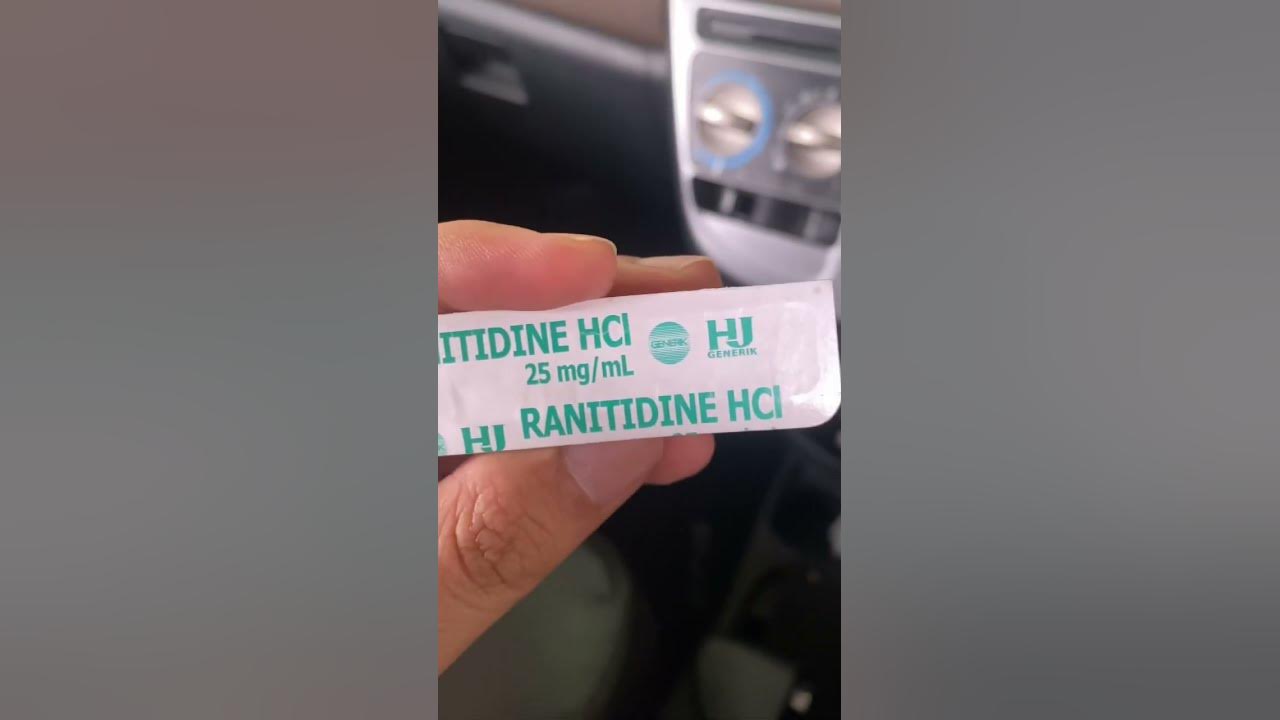 ITIDINE HCl
25 mg/mL
GENERIK
HJ
GENERIK
RANITIDINE HCl
HJ